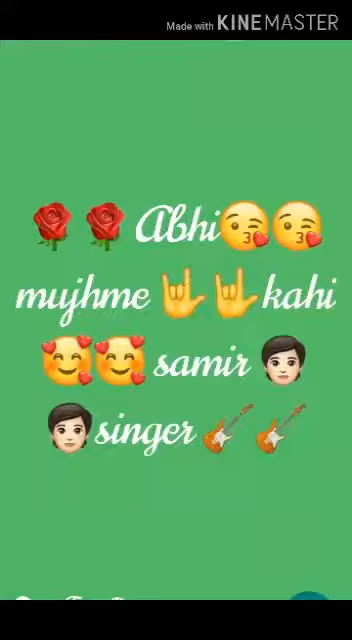 Made with KINEMASTER
🌹 🌹 Abhi😘😘
mujhme 🤟🤟kahi
🥰🥰 samir 🧑🏻
🧑🏻singer🎸 🎸